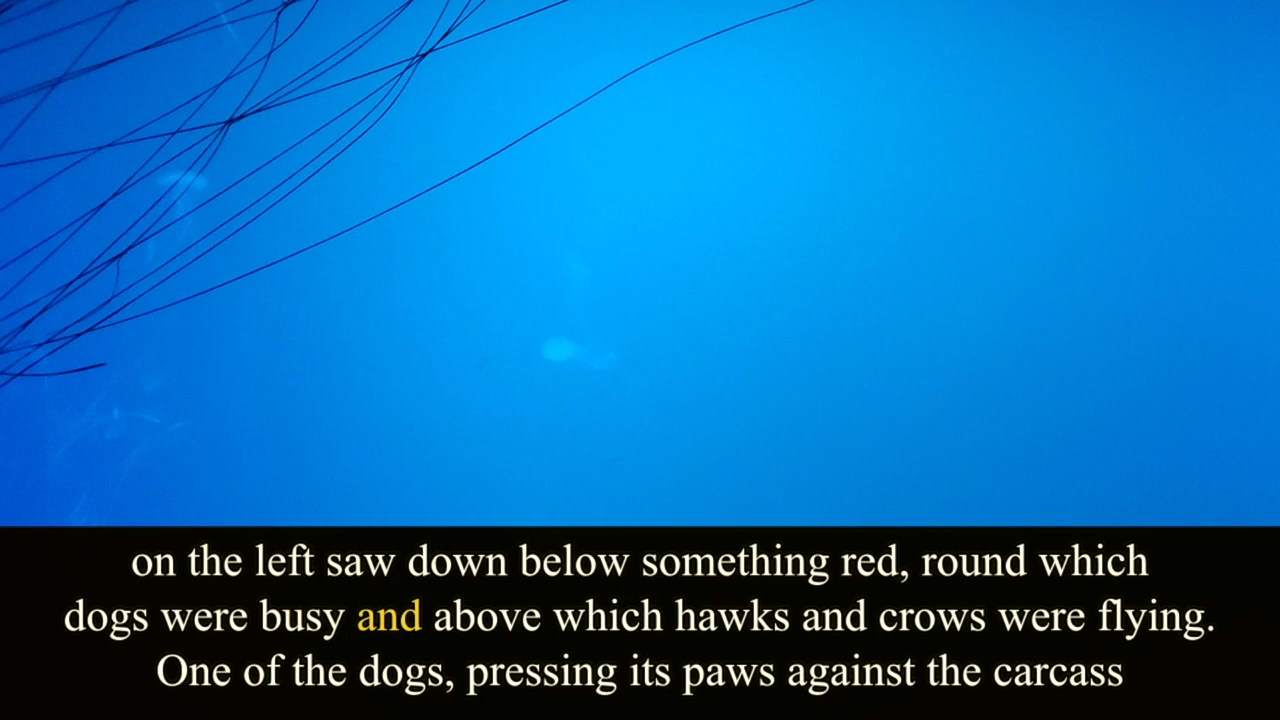 on the left saw down below something red, round which
dogs were busy and above which hawks and crows were flying.
One of the dogs, pressing its paws against the carcass